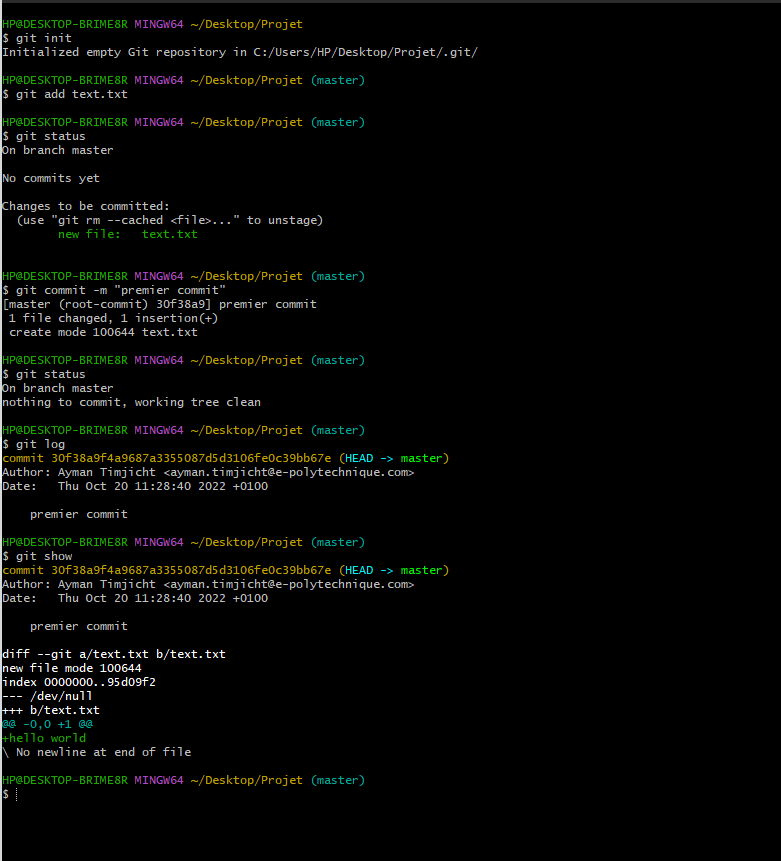 HP@DESKTOP-BRIME8R MINGW64 ~/Desktop/Projet
$ git init
Initialized empty Git repository in C:/Users/HP/Desktop/Projet/.git/
HP@DESKTOP-BRIME8R MINGW64 ~/Desktop/Projet (master)
$ git add text.txt
HP@DESKTOP-BRIME8R MINGW64 ~/Desktop/Projet (master)
$ git status
On branch master
No commits yet
Changes to be committed:
  (use "git rm --cached <file>..." to unstage)
        new file:   text.txt
HP@DESKTOP-BRIME8R MINGW64 ~/Desktop/Projet (master)
$ git commit -m "premier commit"
[master (root-commit) 30f38a9] premier commit
 1 file changed, 1 insertion(+)
 create mode 100644 text.txt
HP@DESKTOP-BRIME8R MINGW64 ~/Desktop/Projet (master)
$ git status
On branch master
nothing to commit, working tree clean
HP@DESKTOP-BRIME8R MINGW64 ~/Desktop/Projet (master)
$ git log
commit 30f38a9f4a9687a3355087d5d3106fe0c39bb67e (HEAD -> master)
Author: Ayman Timjicht <ayman.timjicht@e-polytechnique.com>
Date:   Thu Oct 20 11:28:40 2022 +0100
    premier commit
HP@DESKTOP-BRIME8R MINGW64 ~/Desktop/Projet (master)
$ git show
commit 30f38a9f4a9687a3355087d5d3106fe0c39bb67e (HEAD -> master)
Author: Ayman Timjicht <ayman.timjicht@e-polytechnique.com>
Date:   Thu Oct 20 11:28:40 2022 +0100
    premier commit
diff --git a/text.txt b/text.txt
new file mode 100644
index 0000000..95d09f2
--- /dev/null
+++ b/text.txt
@@ -0,0 +1 @@
+hello world
\ No newline at end of file
HP@DESKTOP-BRIME8R MINGW64 ~/Desktop/Projet (master)
$